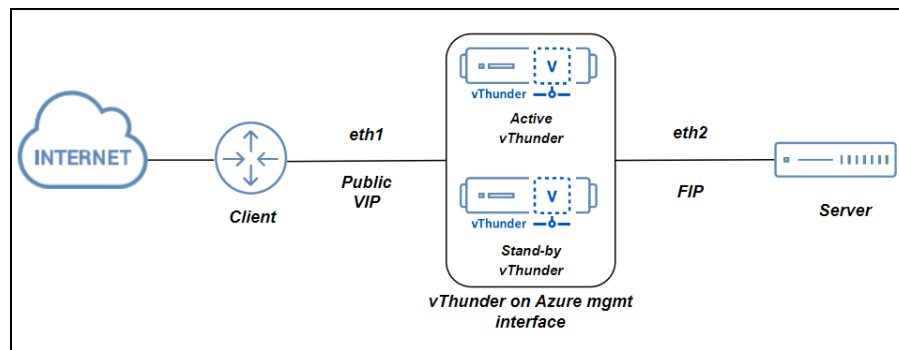 INTERNET
Client
eth1
Public
VIP
V
vThunder
Active
vThunder
V
vThunder
Stand-by
vThunder
vThunder on Azure mgmt
interface
eth2
FIP
Server